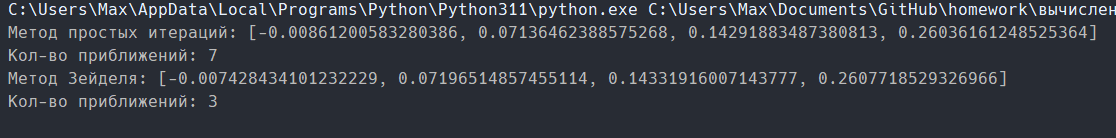 C:\Users\Max\AppData\Local\Programs\Python\Python311\python.exe C:\Users\Max\Documents\GitHub\homework\вычислен
Метод простых итераций: [-0.00861200583280386, 0.07136462388575268, 0.14291883487380813, 0.26036161248525364]
Кол-во приближений: 7
Метод Зейделя: [-0.007428434101232229, 0.07196514857455114, 0.14331916007143777, 0.2607718529326966]
Кол-во приближений: 3